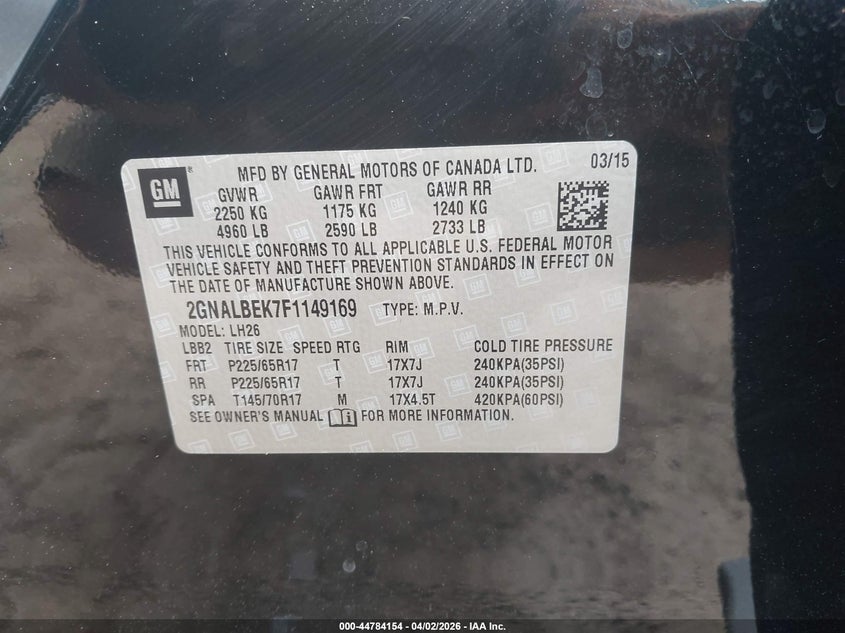 GM
MFD BY GENERAL MOTORS OF CANADA LTD. 03/15
GVWR GAWR FRT GAWR RR
2250 KG 1175 KG 1240 KG
4960 LB 2590 LB 2733 LB
THIS VEHICLE CONFORMS TO ALL APPLICABLE U.S. FEDERAL MOTOR
VEHICLE SAFETY AND THEFT PREVENTION STANDARDS IN EFFECT ON
THE DATE OF MANUFACTURE SHOWN ABOVE.
2GNALBEK7F1149169 TYPE: M.P.V.
MODEL: LH26
LBB2 TIRE SIZE SPEED RTG RIM COLD TIRE PRESSURE
FRT P225/65R17 T 17X7J 240KPA(35PSI)
RR P225/65R17 T 17X7J 240KPA(35PSI)
SPA T145/70R17 M 17X4.5T 420KPA(60PSI)
SEE OWNER'S MANUAL FOR MORE INFORMATION.
000-44784154 - 04/02/2026 - IAA Inc.